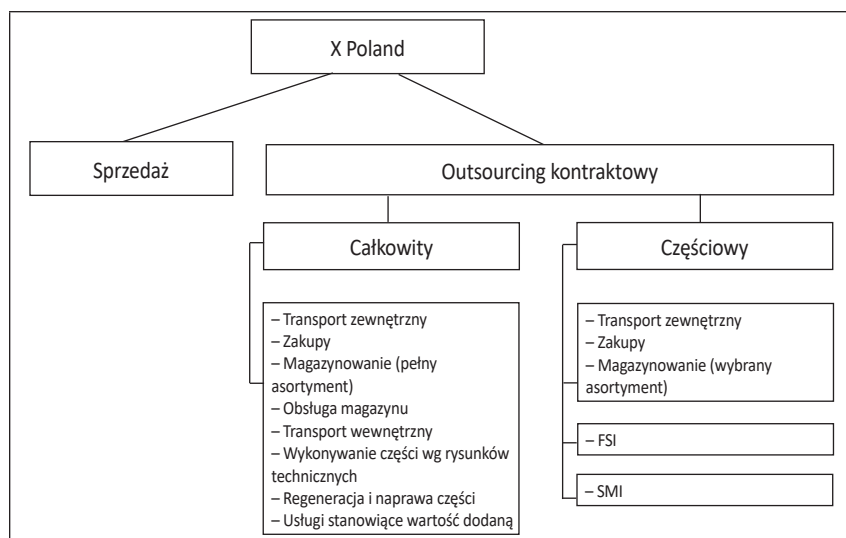 X Poland
Sprzedaż
Outsourcing kontraktowy
Całkowity
Częściowy
– Transport zewnętrzny
– Zakupy
– Magazynowanie (pełny
asortyment)
– Obsługa magazynu
– Transport wewnętrzny
– Wykonywanie części wg rysunków
technicznych
– Regeneracja i naprawa części
– Usługi stanowiące wartość dodaną
– Transport zewnętrzny
– Zakupy
– Magazynowanie (wybrany
asortyment)
– FSI
– SMI